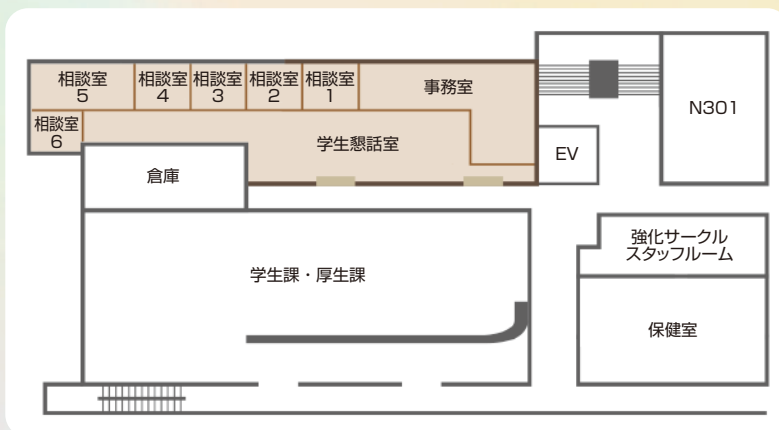 相談室
5
相談室
4
相談室
3
相談室
2
相談室
1
事務室
N301
相談室
6
学生懇話室
EV
倉庫
強化サークル
スタッフルーム
学生課・厚生課
保健室